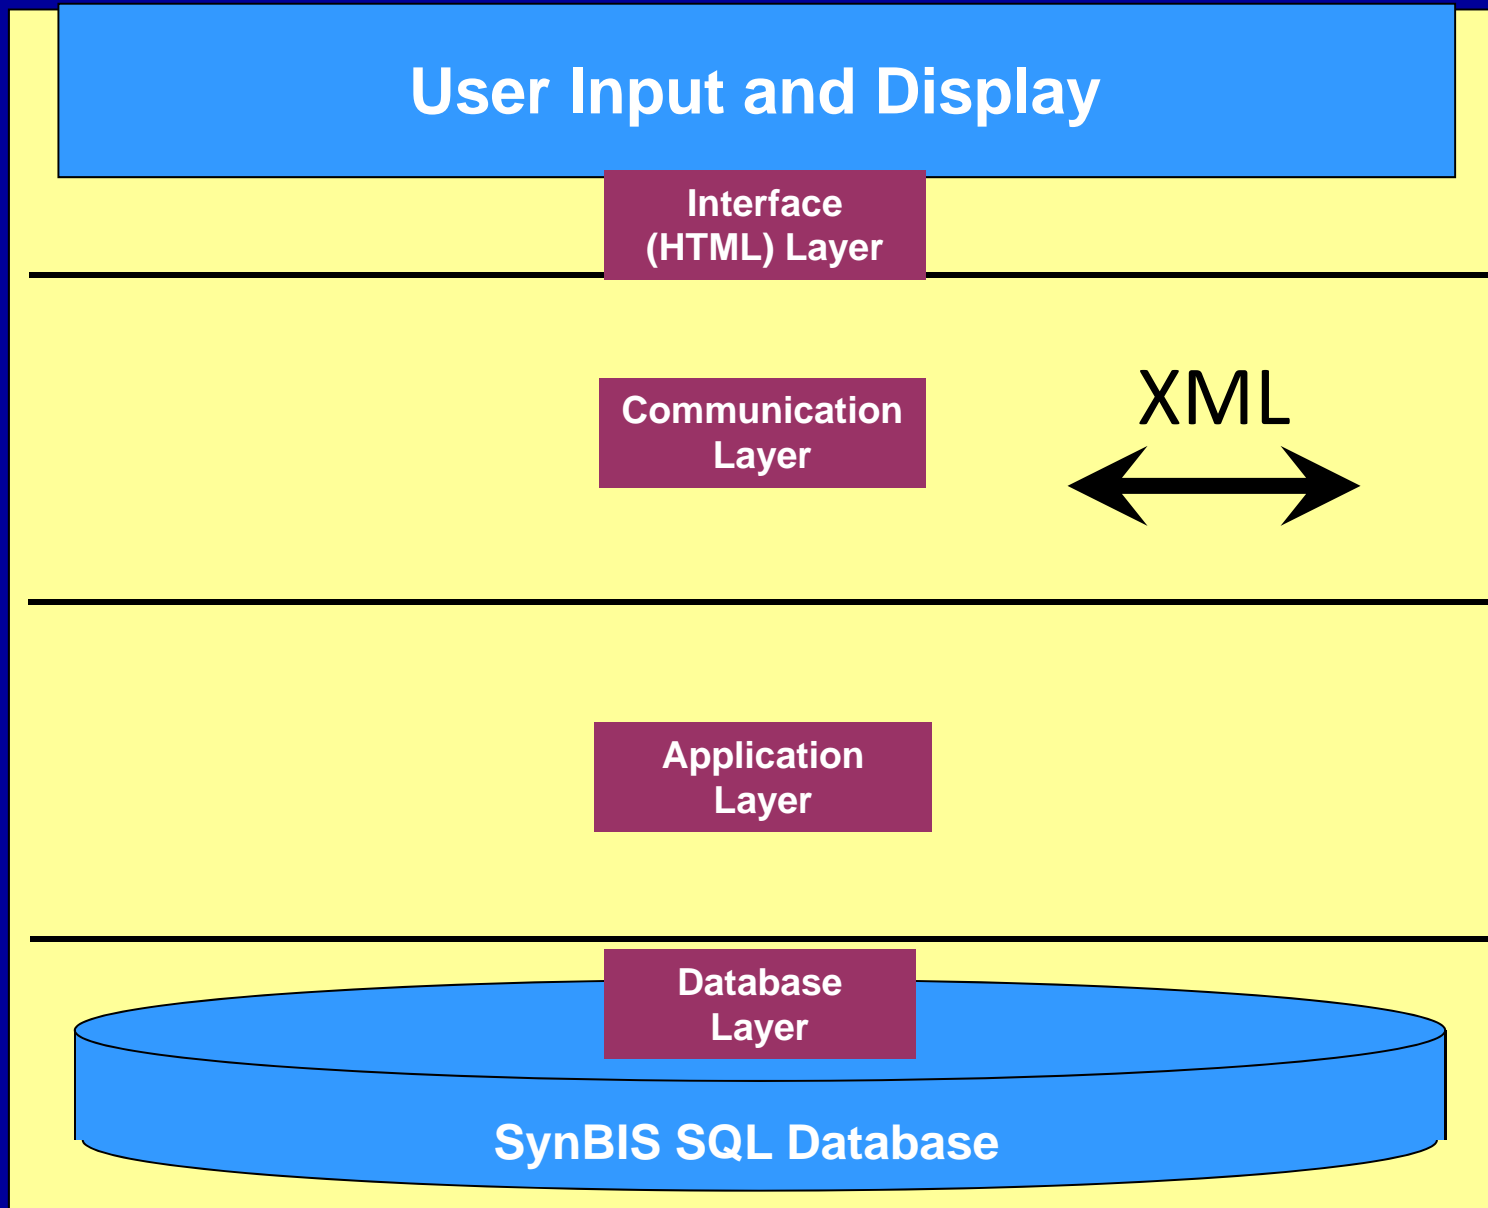 User Input and Display
Interface
(HTML) Layer
Communication
Layer
XML
Application
Layer
Database
Layer
SynBIS SQL Database